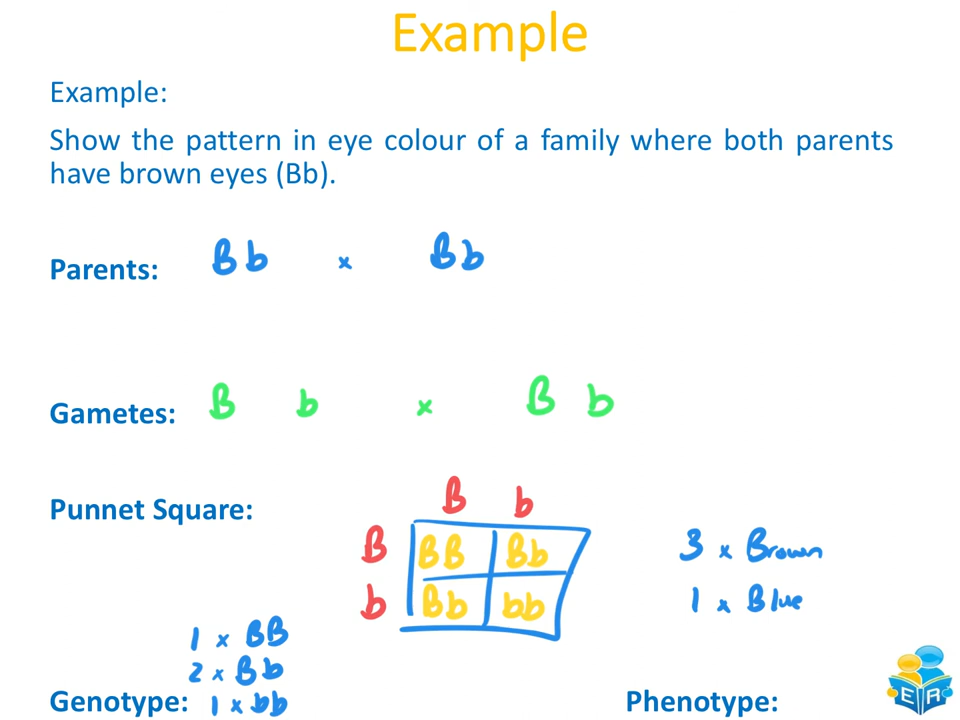 Example
Example:
Show the pattern in eye colour of a family where both parents
have brown eyes (Bb).
Parents: Bb x Bb
Gametes: B b x B b
Punnet Square:
B b
B BB Bb
b Bb bb
3 x Brown
1 x Blue
1 x BB
2 x Bb
Genotype: 1 x bb
Phenotype:
E R